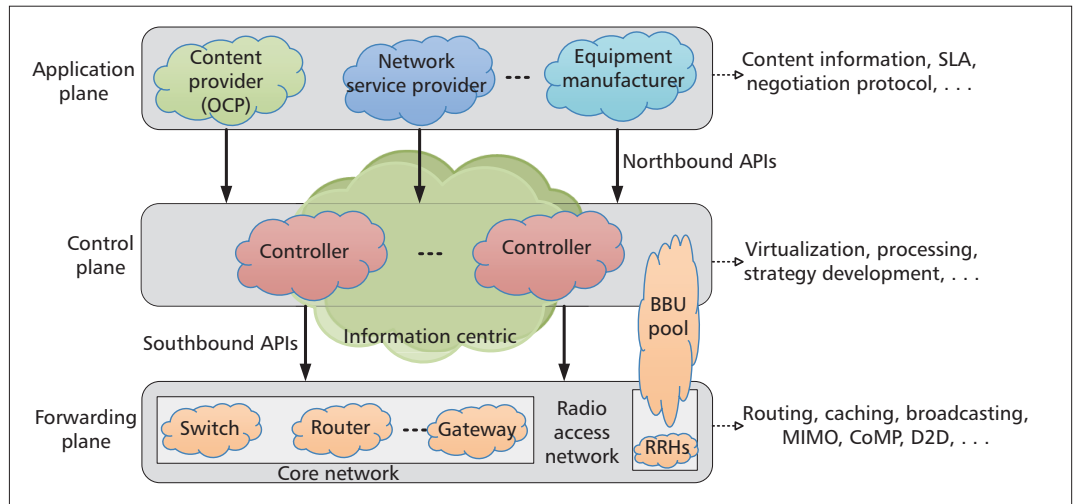 Application
plane
Content
provider
(OCP)
Network
service provider
Equipment
manufacturer
Content information, SLA,
negotiation protocol, . . .
Northbound APIs
Control
plane
Controller
Controller
BBU
pool
Virtualization, processing,
strategy development, . . .
Southbound APIs
Information centric
Forwarding
plane
Switch
Router
Gateway
Core network
Radio
access
network
RRHs
Routing, caching, broadcasting,
MIMO, CoMP, D2D, . . .